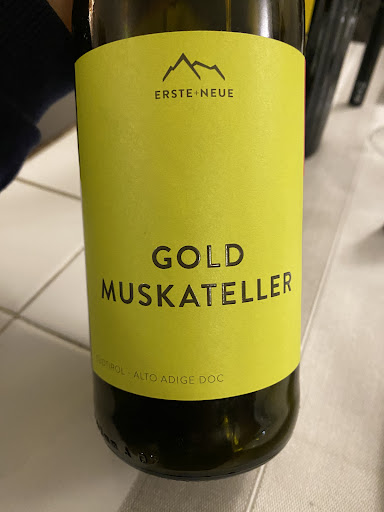 ERSTE+NEUE
GOLD
MUSKATELLER
SÜDTIROL - ALTO ADIGE DOC